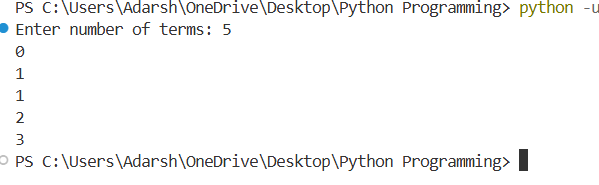 PS C:\Users\Adarsh\OneDrive\Desktop\Python Programming> python -u
Enter number of terms: 5
0
1
1
2
3
PS C:\Users\Adarsh\OneDrive\Desktop\Python Programming>